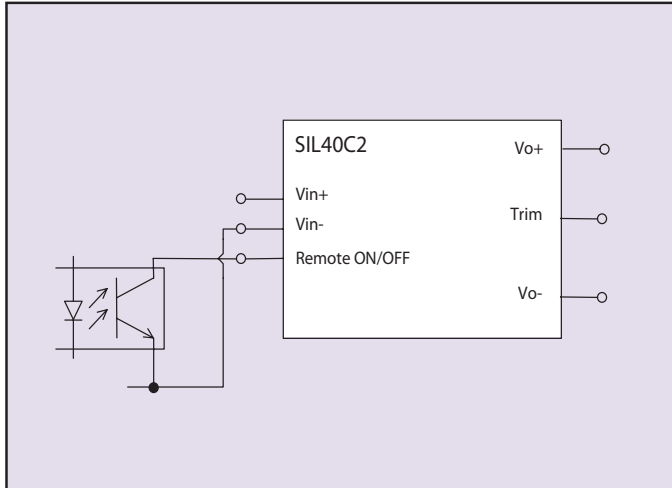 SIL40C2
Vo+
Vin+
Vin-
Trim
Remote ON/OFF
Vo-